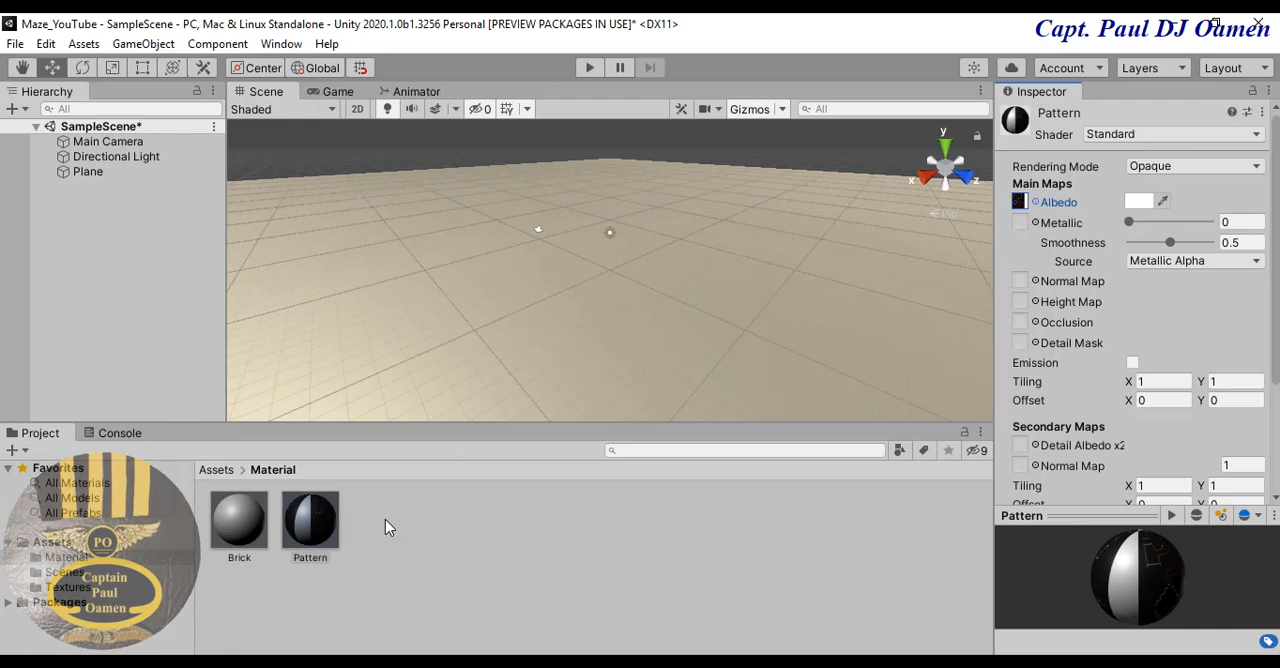 Maze_YouTube - SampleScene - PC, Mac & Linux Standalone - Unity 2020.1.0b1.3256 Personal [PREVIEW PACKAGES IN USE]* <DX11>
Capt. Paul DJ Oamen
File Edit Assets GameObject Component Window Help
Center Global Account Layers Layout
Hierarchy
All
SampleScene*
Main Camera
Directional Light
Plane
Scene Game Animator
Shaded 2D 0 Gizmos All
y
x z
Inspector
Pattern
Shader Standard
Rendering Mode Opaque
Main Maps
Albedo
Metallic 0
Smoothness 0.5
Source Metallic Alpha
Normal Map
Height Map
Occlusion
Detail Mask
Emission
Tiling X 1 Y 1
Offset X 0 Y 0
Secondary Maps
Detail Albedo x2
Normal Map 1
Tiling X 1 Y 1
Offset X 0 Y 0
Pattern
Project Console
9
Favorites
All Materials
All Models
All Prefabs
Assets
Material
Scenes
Textures
Packages
Assets > Material
Brick Pattern
PO
Captain
Paul
Oamen